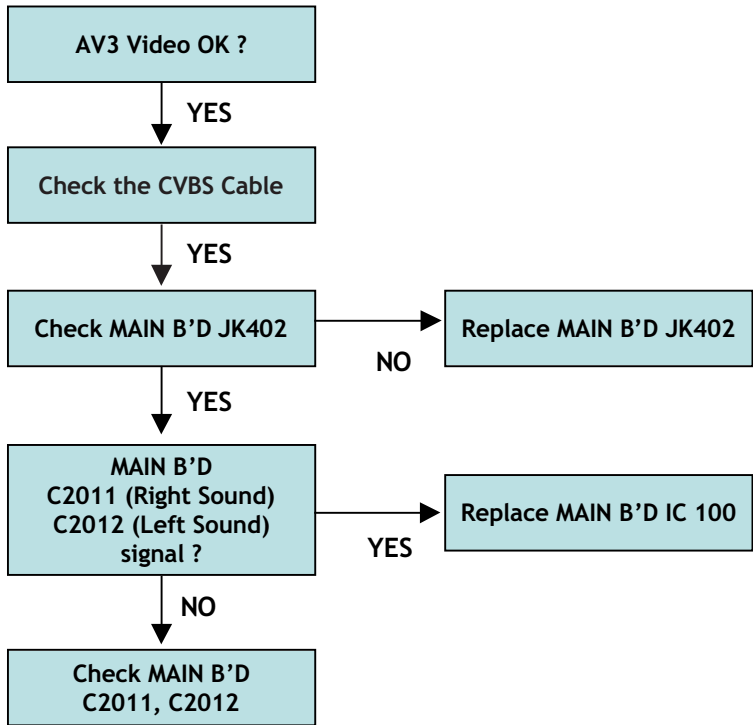 AV3 Video OK ?
YES
Check the CVBS Cable
YES
Check MAIN B’D JK402
NO
Replace MAIN B’D JK402
YES
MAIN B’D
C2011 (Right Sound)
C2012 (Left Sound)
signal ?
YES
Replace MAIN B’D IC 100
NO
Check MAIN B’D
C2011, C2012